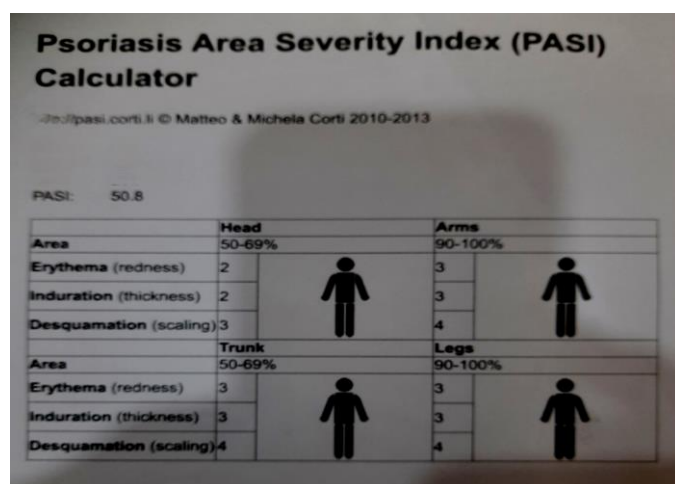 Psoriasis Area Severity Index (PASI)
Calculator
pasi.corti.li © Matteo & Michela Corti 2010-2013
PASI: 50.8
Head Arms
Area 50-69% 90-100%
Erythema (redness) 2 3
Induration (thickness) 2 3
Desquamation (scaling) 3 4
Trunk Legs
Area 50-69% 90-100%
Erythema (redness) 3 3
Induration (thickness) 3 3
Desquamation (scaling) 4 4